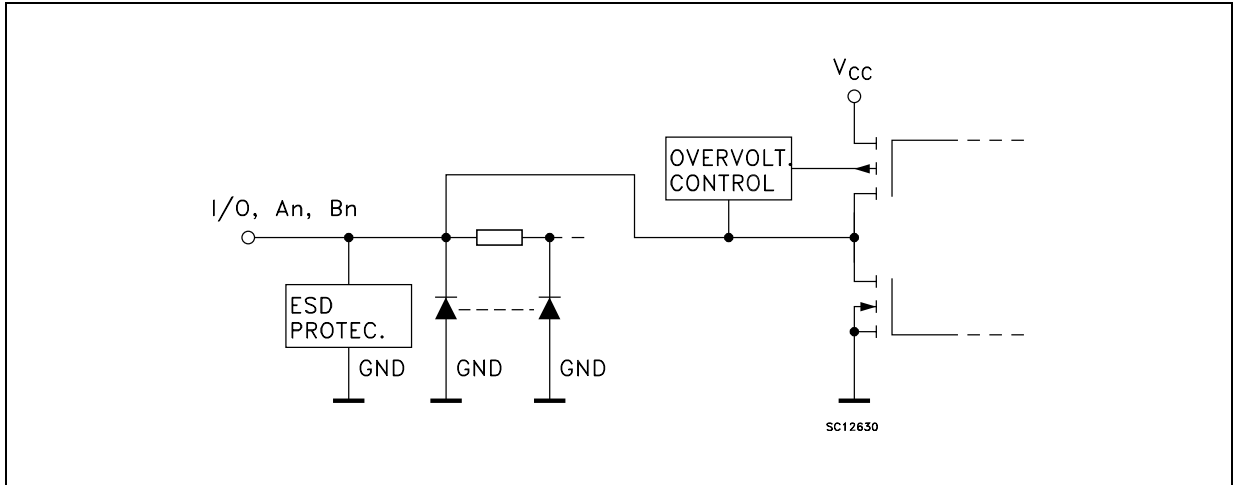 VCC
OVERVOLT.
CONTROL
I/O, An, Bn
ESD
PROTEC.
GND
GND
GND
SC12630